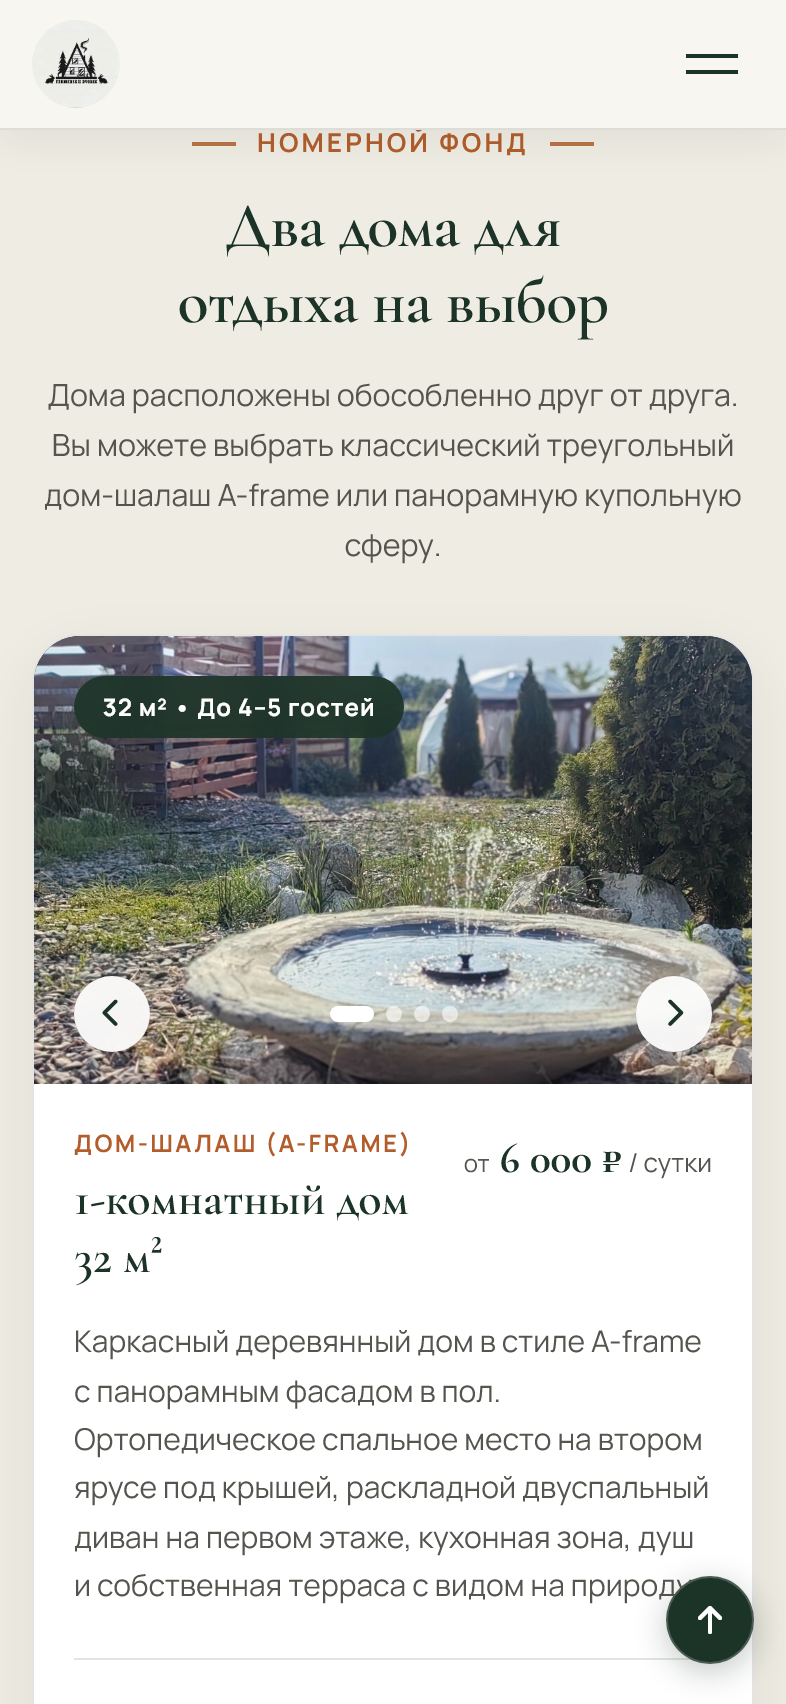 НОМЕРНОЙ ФОНД
Два дома для
отдыха на выбор
Дома расположены обособленно друг от друга.
Вы можете выбрать классический треугольный
дом-шалаш A-frame или панорамную купольную
сферу.
32 м² • До 4–5 гостей
ДОМ-ШАЛАШ (A-FRAME)
от 6 000 ₽ / сутки
1-комнатный дом
32 м²
Каркасный деревянный дом в стиле A-frame
с панорамным фасадом в пол.
Ортопедическое спальное место на втором
ярусе под крышей, раскладной двуспальный
диван на первом этаже, кухонная зона, душ
и собственная терраса с видом на природу